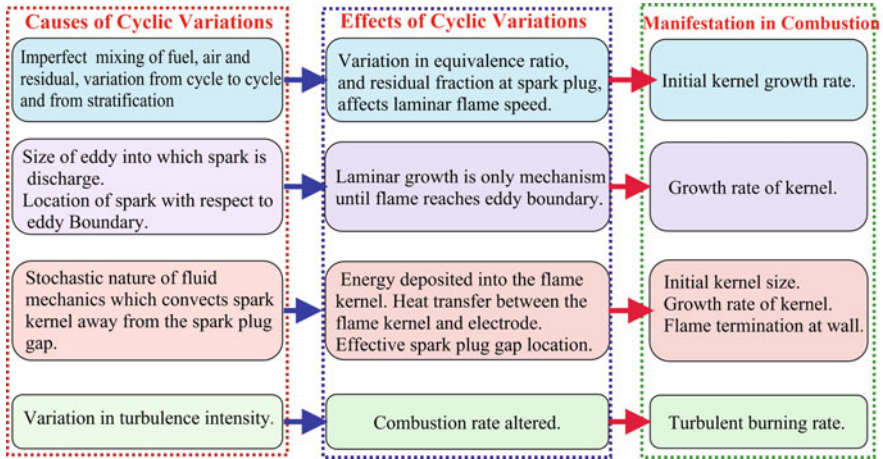 Causes of Cyclic Variations
Effects of Cyclic Variations
Manifestation in Combustion
Imperfect mixing of fuel, air and
residual, variation from cycle to cycle
and from stratification
Variation in equivalence ratio,
and residual fraction at spark plug,
affects laminar flame speed.
Initial kernel growth rate.
Size of eddy into which spark is
discharge.
Location of spark with respect to
eddy Boundary.
Laminar growth is only mechanism
until flame reaches eddy boundary.
Growth rate of kernel.
Stochastic nature of fluid
mechanics which convects spark
kernel away from the spark plug
gap.
Energy deposited into the flame
kernel. Heat transfer between the
flame kernel and electrode.
Effective spark plug gap location.
Initial kernel size.
Growth rate of kernel.
Flame termination at wall.
Variation in turbulence intensity.
Combustion rate altered.
Turbulent burning rate.